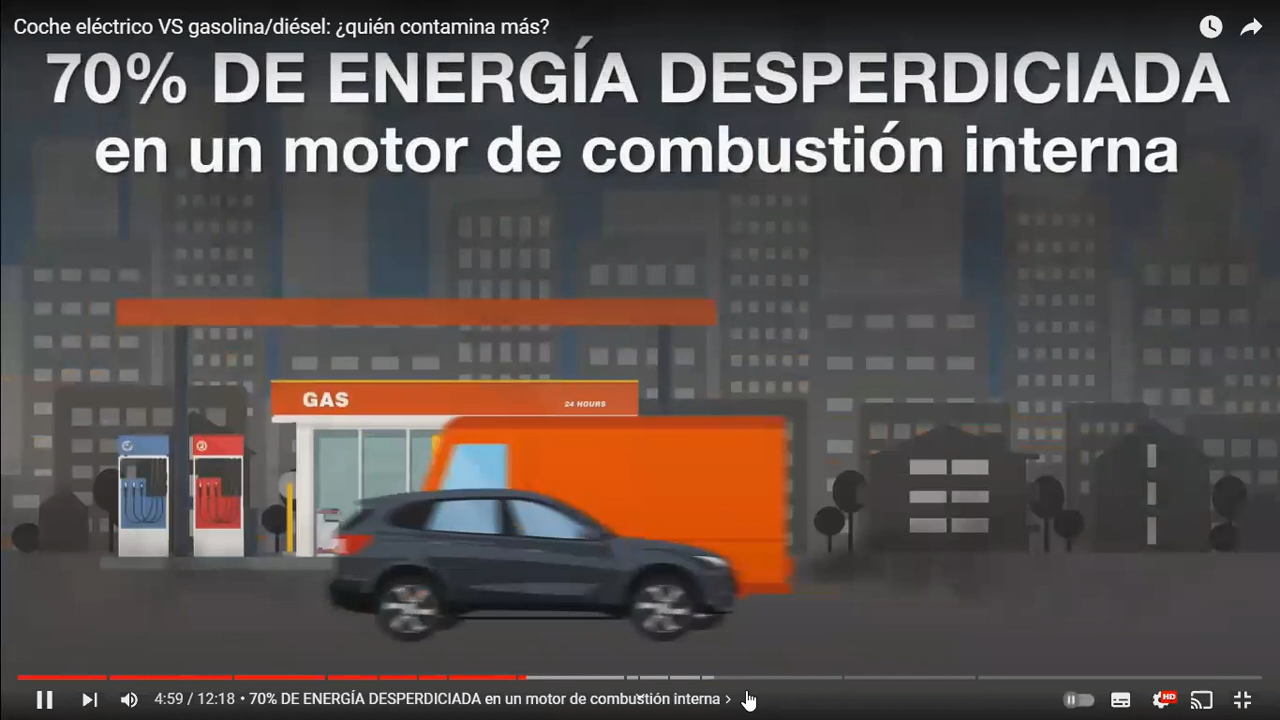 Coche eléctrico VS gasolina/diésel: ¿quién contamina más?
70% DE ENERGÍA DESPERDICIADA
en un motor de combustión interna
GAS
24 HOURS
4:59 / 12:18 • 70% DE ENERGÍA DESPERDICIADA en un motor de combustión interna >
HD